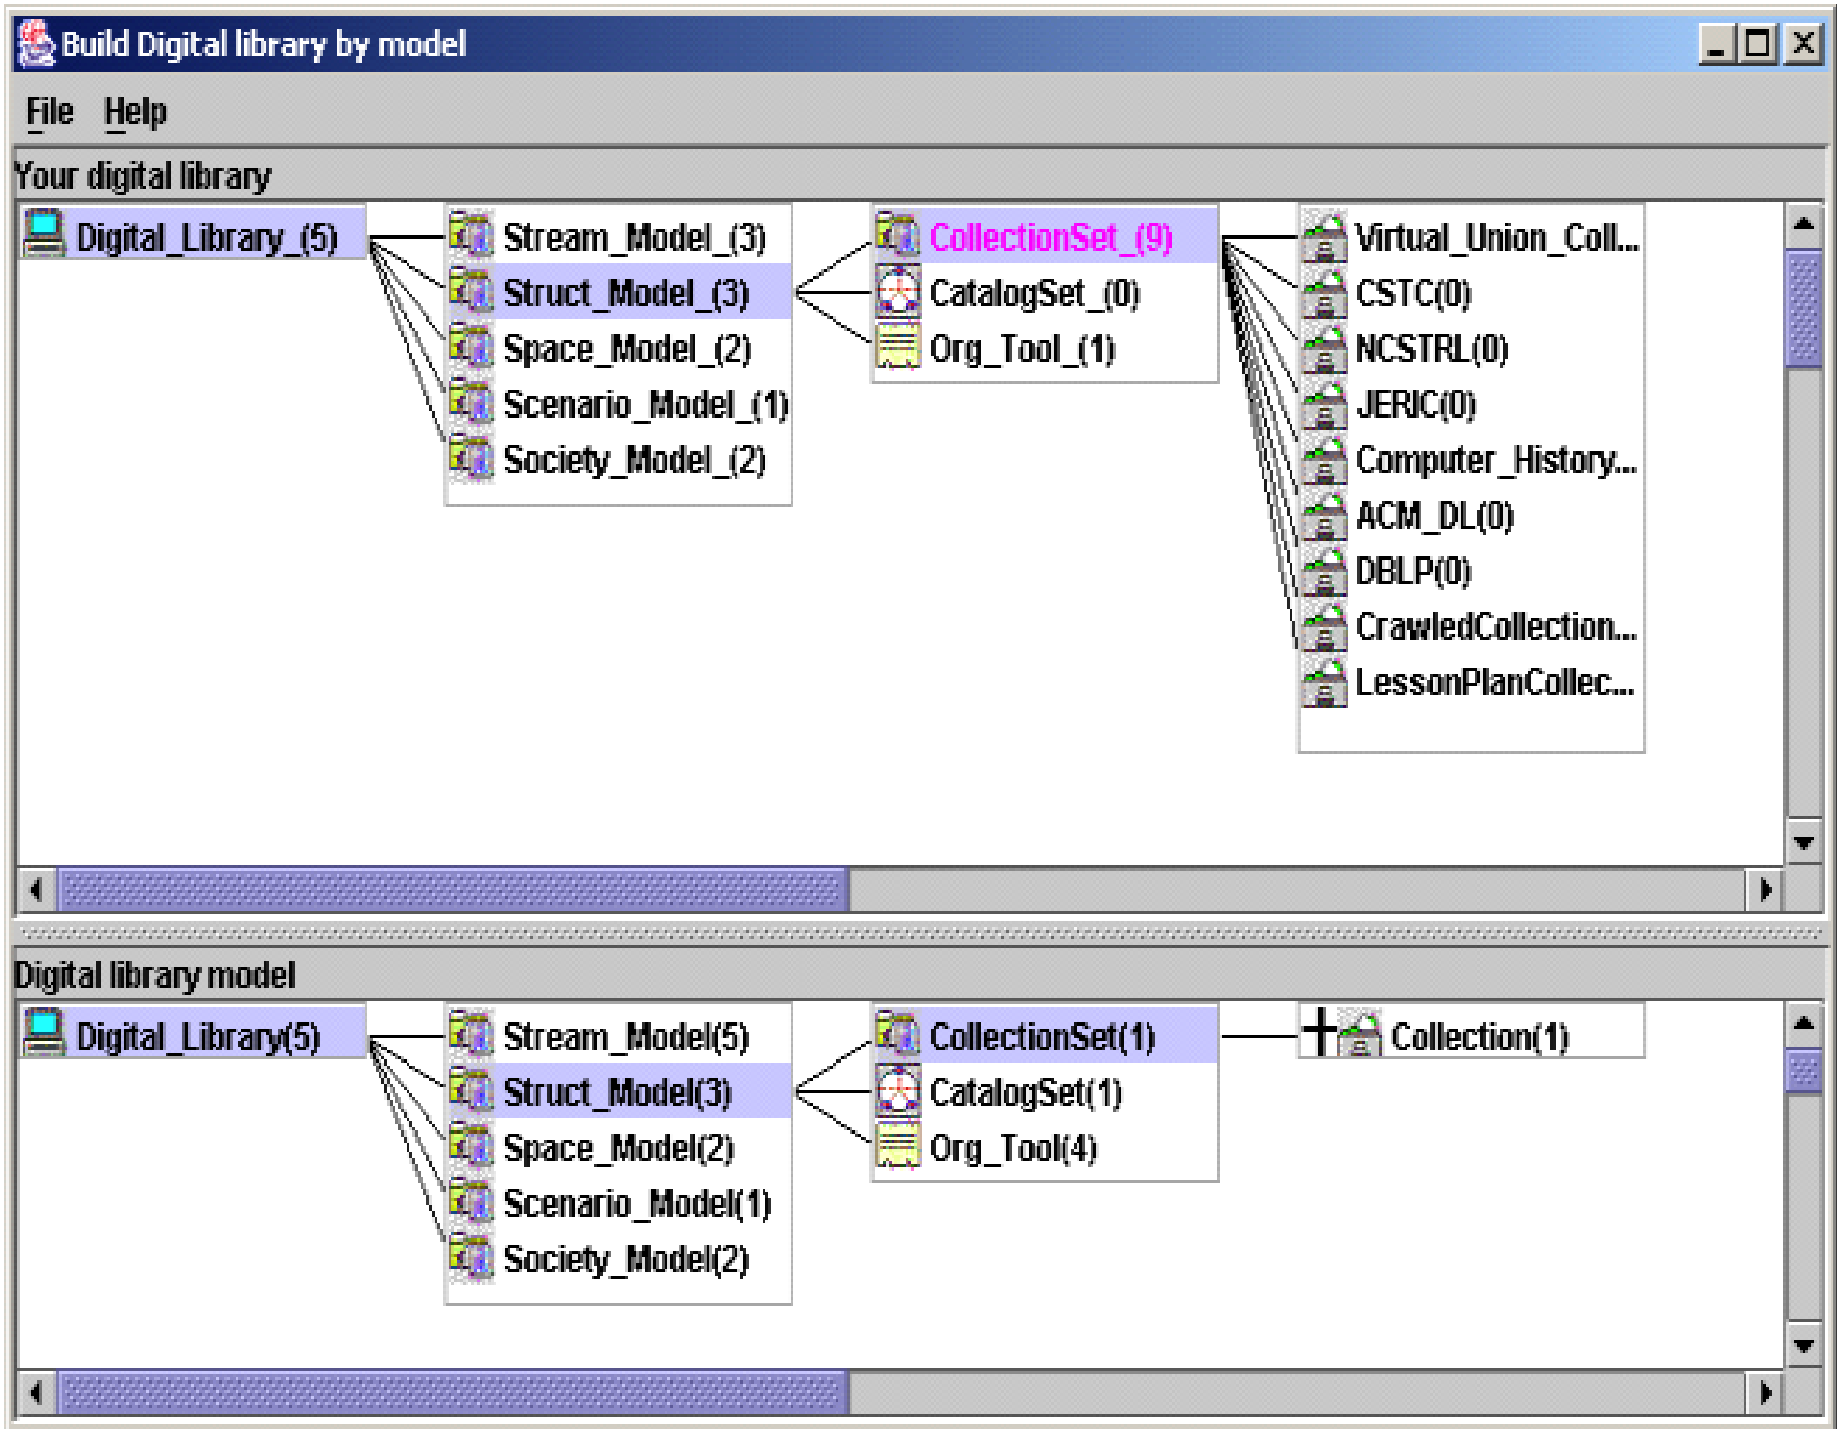 Build Digital library by model
File Help
Your digital library
Digital_Library_(5)
Stream_Model_(3)
Struct_Model_(3)
Space_Model_(2)
Scenario_Model_(1)
Society_Model_(2)
CollectionSet_(9)
CatalogSet_(0)
Org_Tool_(1)
Virtual_Union_Coll...
CSTC(0)
NCSTRL(0)
JERIC(0)
Computer_History...
ACM_DL(0)
DBLP(0)
CrawledCollection...
LessonPlanCollec...
Digital library model
Digital_Library(5)
Stream_Model(5)
Struct_Model(3)
Space_Model(2)
Scenario_Model(1)
Society_Model(2)
CollectionSet(1)
CatalogSet(1)
Org_Tool(4)
Collection(1)